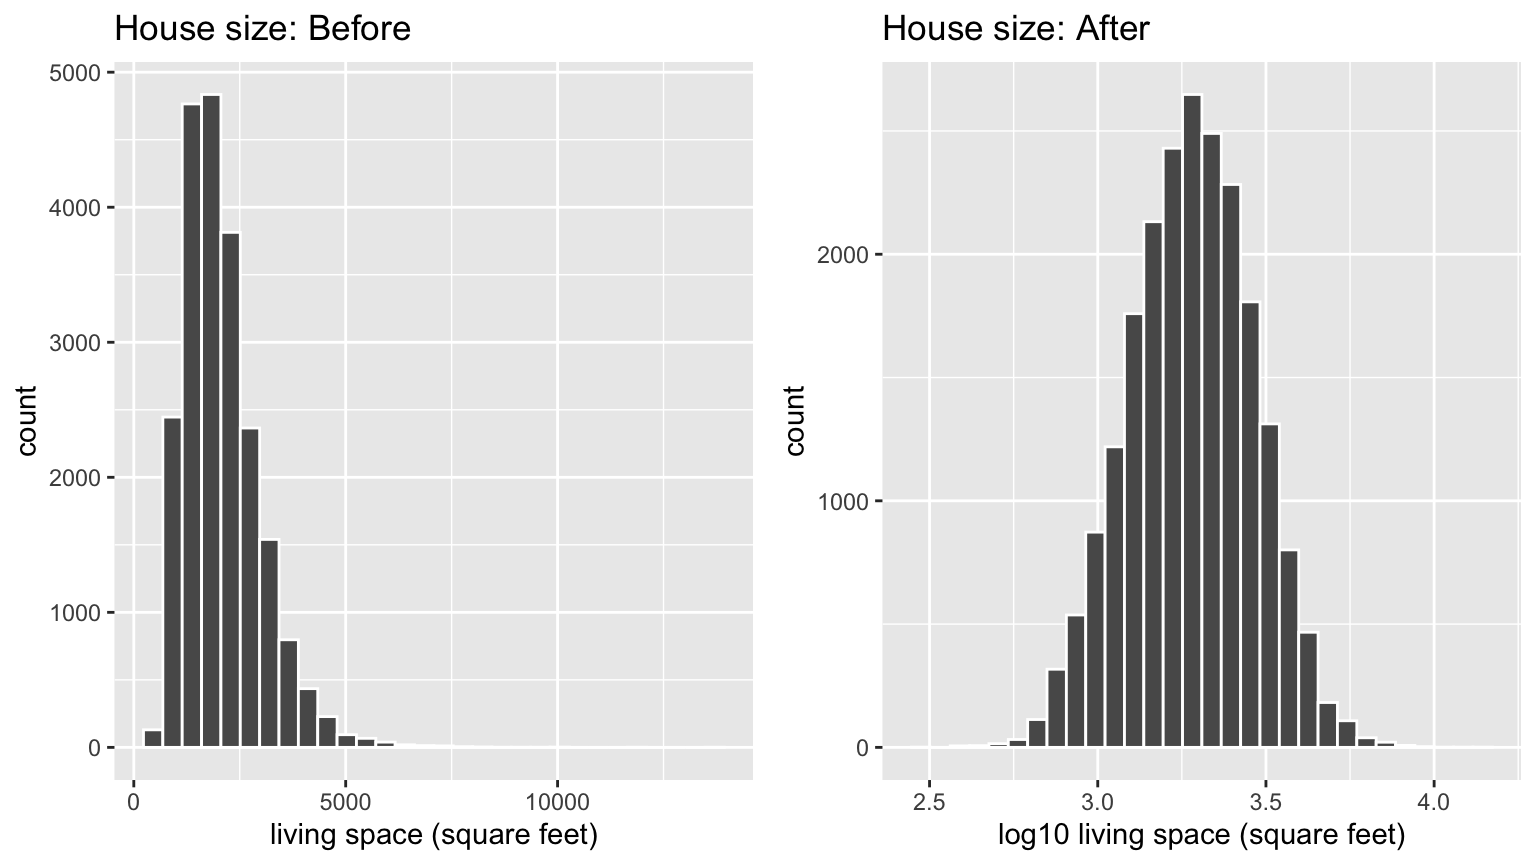 House size: Before
5000
4000
3000
2000
1000
0
count
0 5000 10000
living space (square feet)
House size: After
2000
1000
0
count
2.5 3.0 3.5 4.0
log10 living space (square feet)